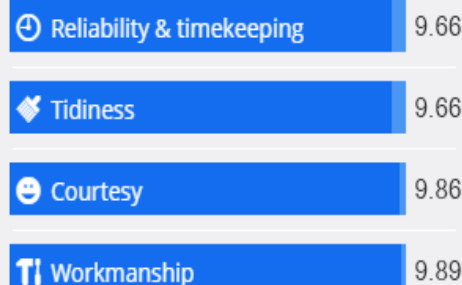 Reliability & timekeeping 9.66
Tidiness 9.66
Courtesy 9.86
Workmanship 9.89